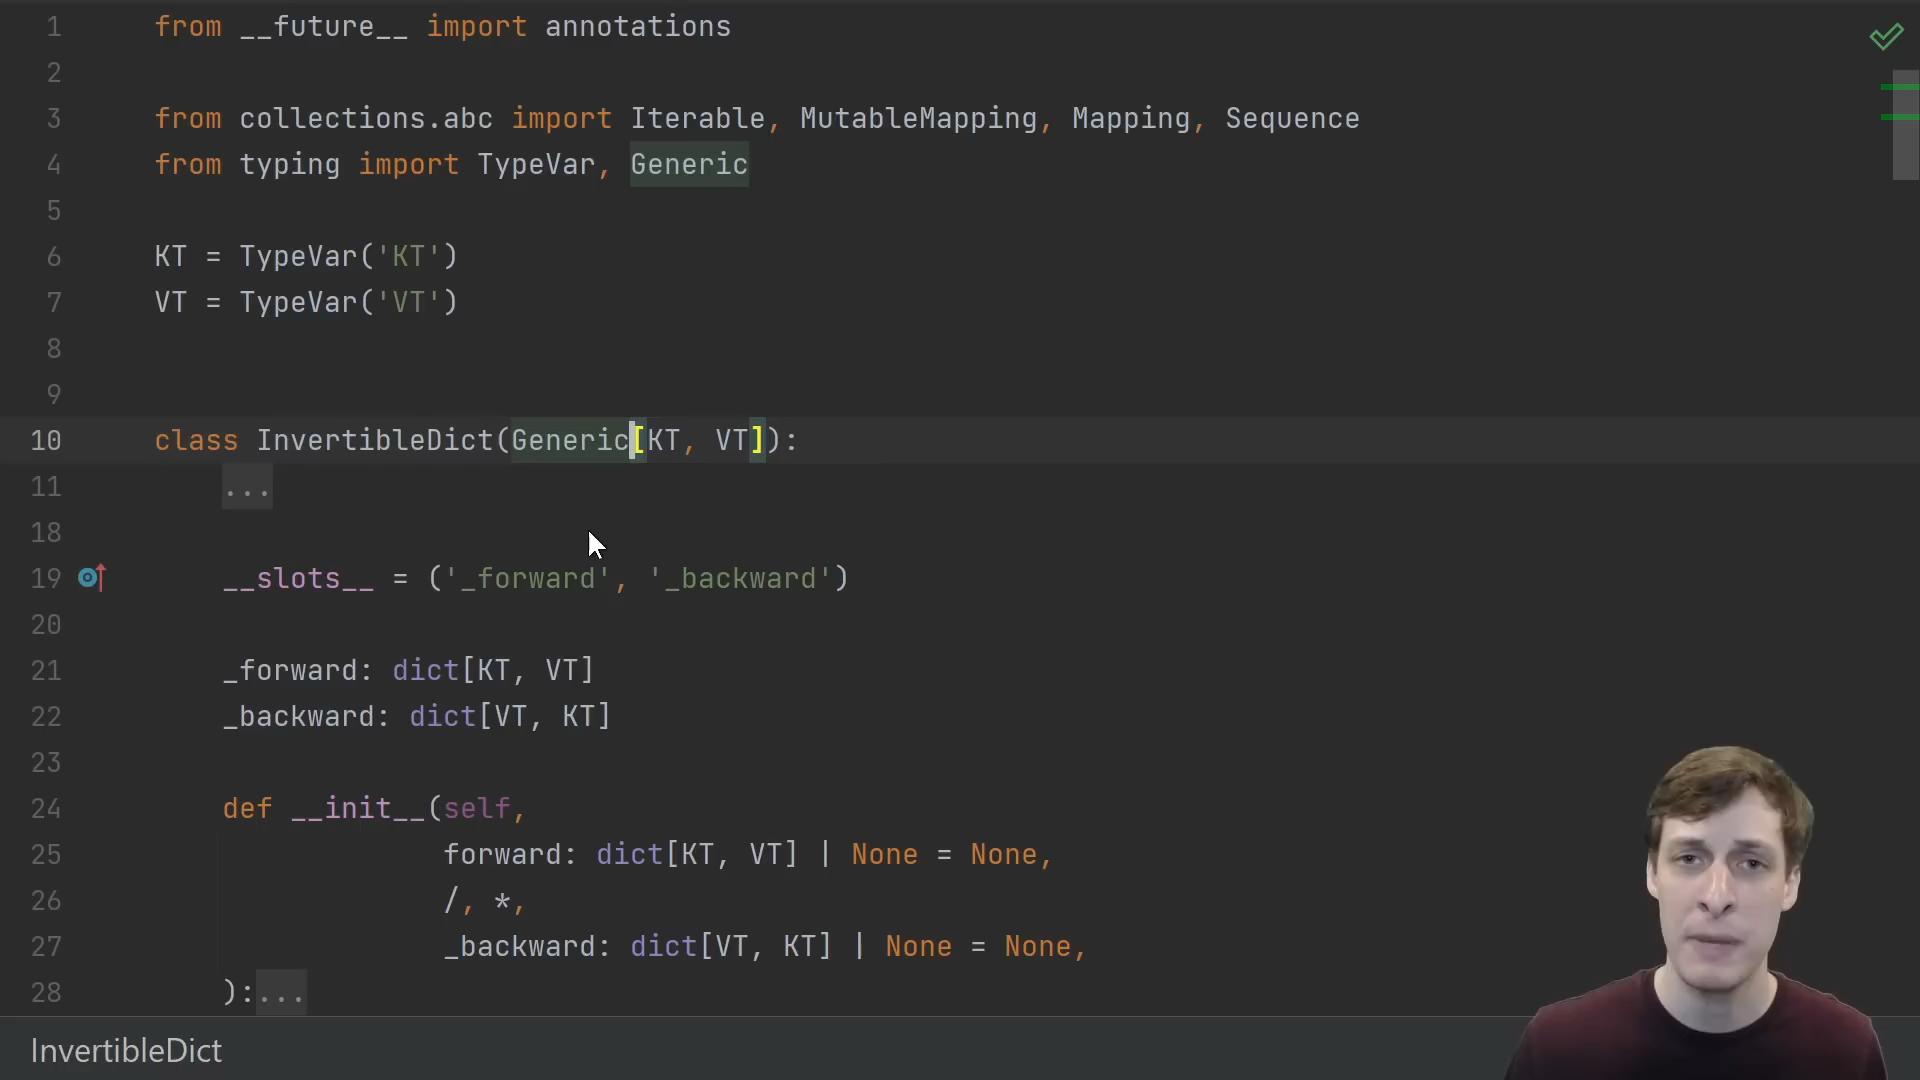 1 from __future__ import annotations
2
3 from collections.abc import Iterable, MutableMapping, Mapping, Sequence
4 from typing import TypeVar, Generic
5
6 KT = TypeVar('KT')
7 VT = TypeVar('VT')
8
9
10 class InvertibleDict(Generic[KT, VT]):
11 ...
18
19 __slots__ = ('_forward', '_backward')
20
21 _forward: dict[KT, VT]
22 _backward: dict[VT, KT]
23
24 def __init__(self,
25 forward: dict[KT, VT] | None = None,
26 /, *,
27 _backward: dict[VT, KT] | None = None,
28 ):...
InvertibleDict